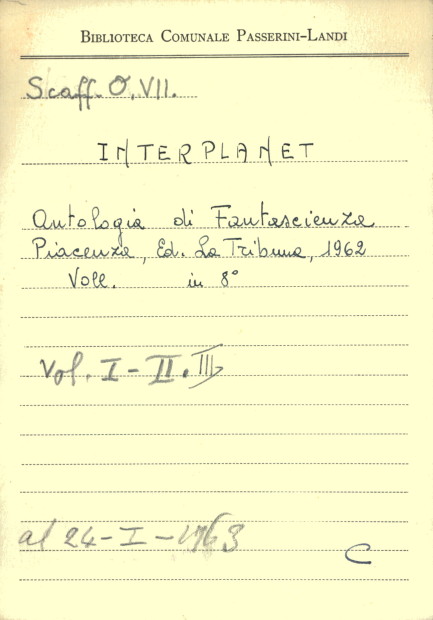 BIBLIOTECA COMUNALE PASSERINI-LANDI
Scaff. O. VII.
INTERPLANET
Antologia di Fantascienza
Piacenza, Ed. La Tribuna, 1962
Voll. in 8°
Vol. I - II. III
al 24-I-1963
C